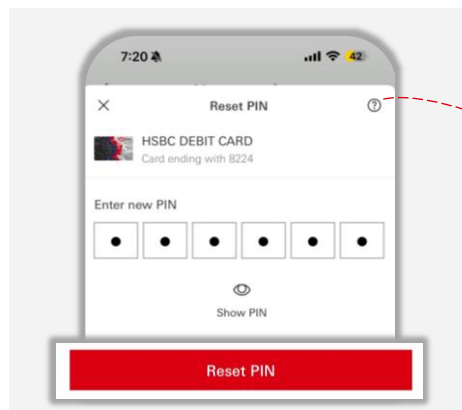 7:20
42
Reset PIN
HSBC DEBIT CARD
Card ending with 8224
Enter new PIN
Show PIN
Reset PIN